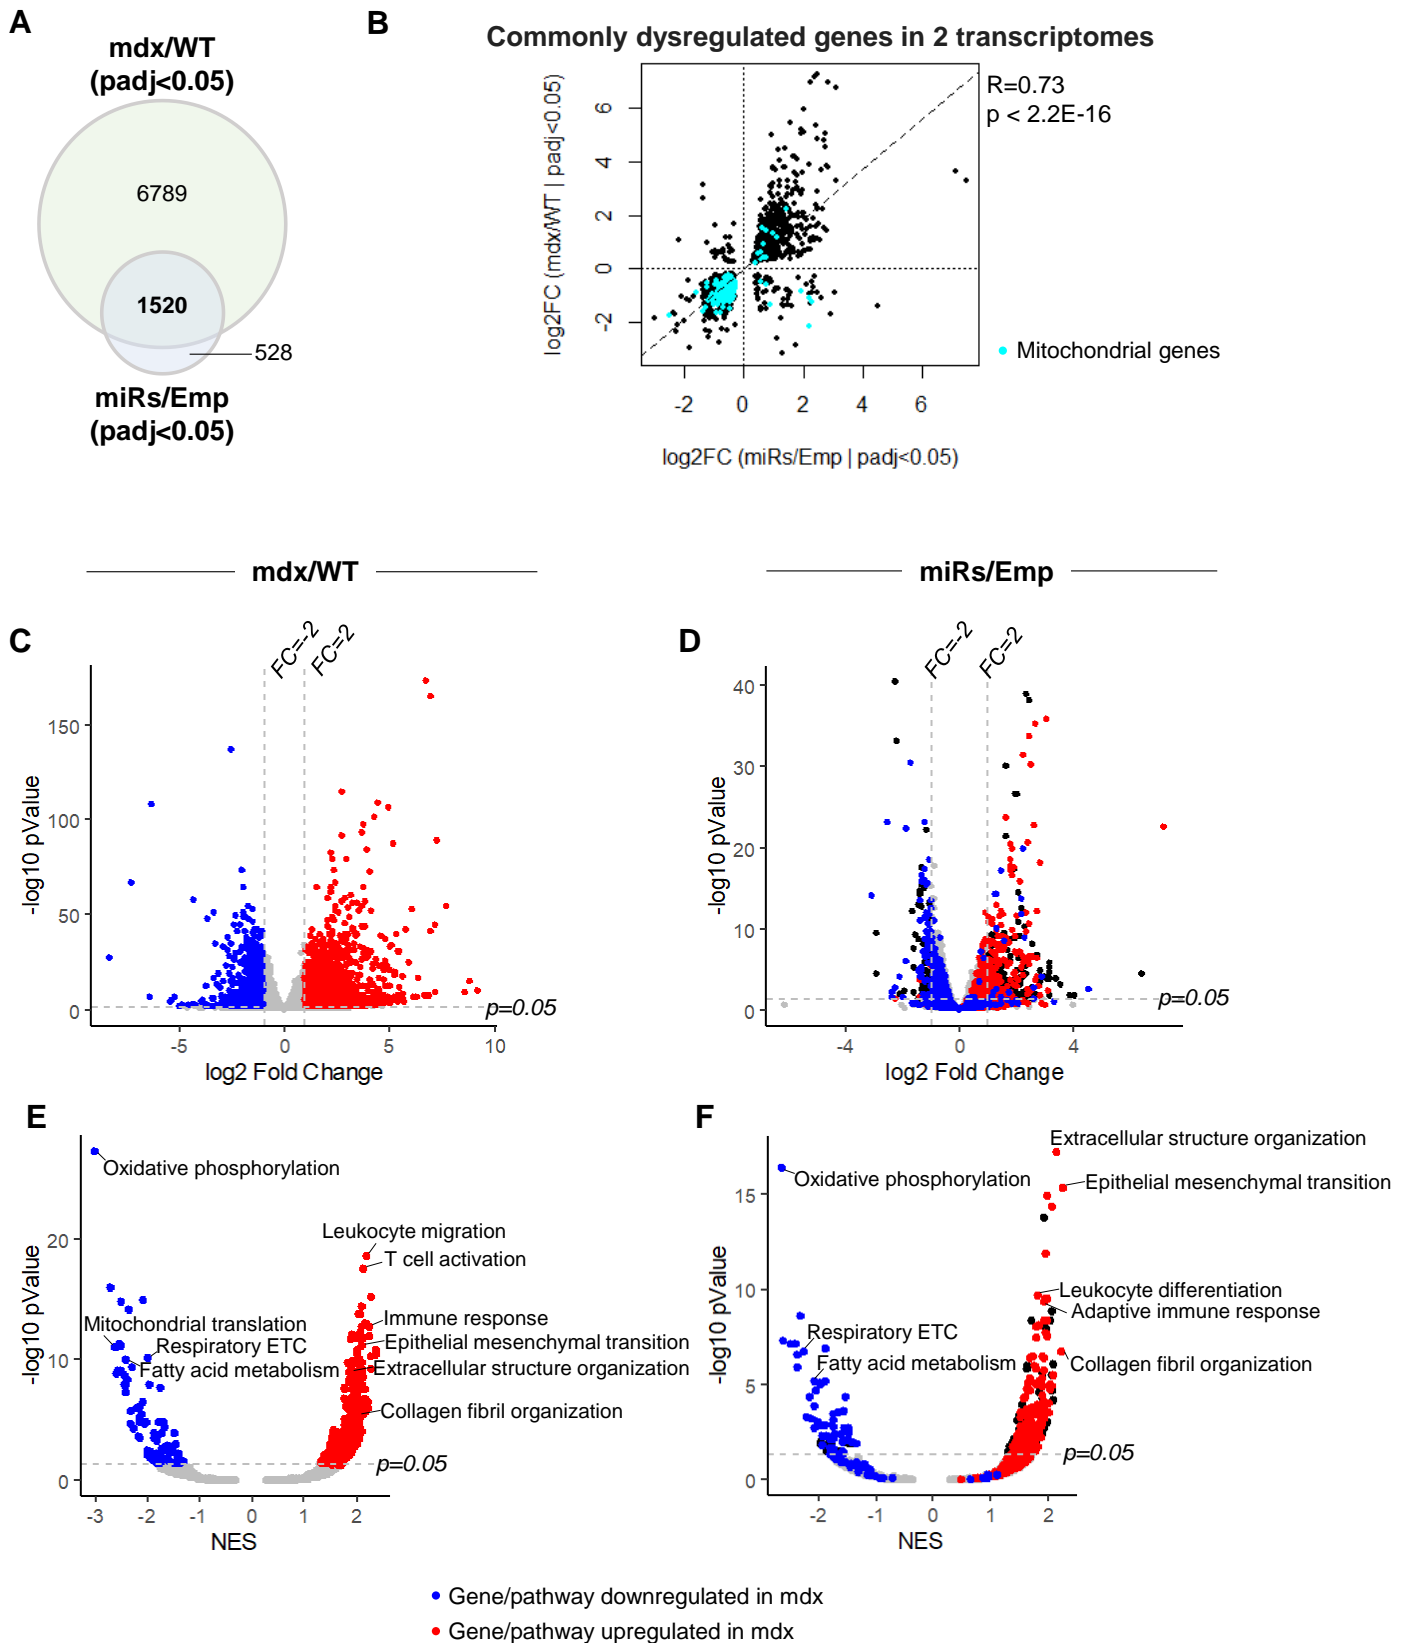 A
mdx/WT
(padj<0.05)
6789
1520
528
miRs/Emp
(padj<0.05)
B
Commonly dysregulated genes in 2 transcriptomes
R=0.73
p < 2.2E-16
log2FC (mdx/WT | padj<0.05)
6
4
2
0
-2
-2 0 2 4 6
log2FC (miRs/Emp | padj<0.05)
Mitochondrial genes
mdx/WT
miRs/Emp
C
FC=-2
FC=2
-log10 pValue
150
100
50
0
p=0.05
-5 0 5 10
log2 Fold Change
D
FC=-2
FC=2
-log10 pValue
40
30
20
10
0
p=0.05
-4 0 4
log2 Fold Change
E
Oxidative phosphorylation
Leukocyte migration
T cell activation
Immune response
Mitochondrial translation
Respiratory ETC
Epithelial mesenchymal transition
Fatty acid metabolism
Extracellular structure organization
Collagen fibril organization
-log10 pValue
20
10
0
p=0.05
-3 -2 -1 0 1 2
NES
F
Extracellular structure organization
Oxidative phosphorylation
Epithelial mesenchymal transition
Leukocyte differentiation
Adaptive immune response
Respiratory ETC
Fatty acid metabolism
Collagen fibril organization
-log10 pValue
15
10
5
0
p=0.05
-2 -1 0 1 2
NES
Gene/pathway downregulated in mdx
Gene/pathway upregulated in mdx